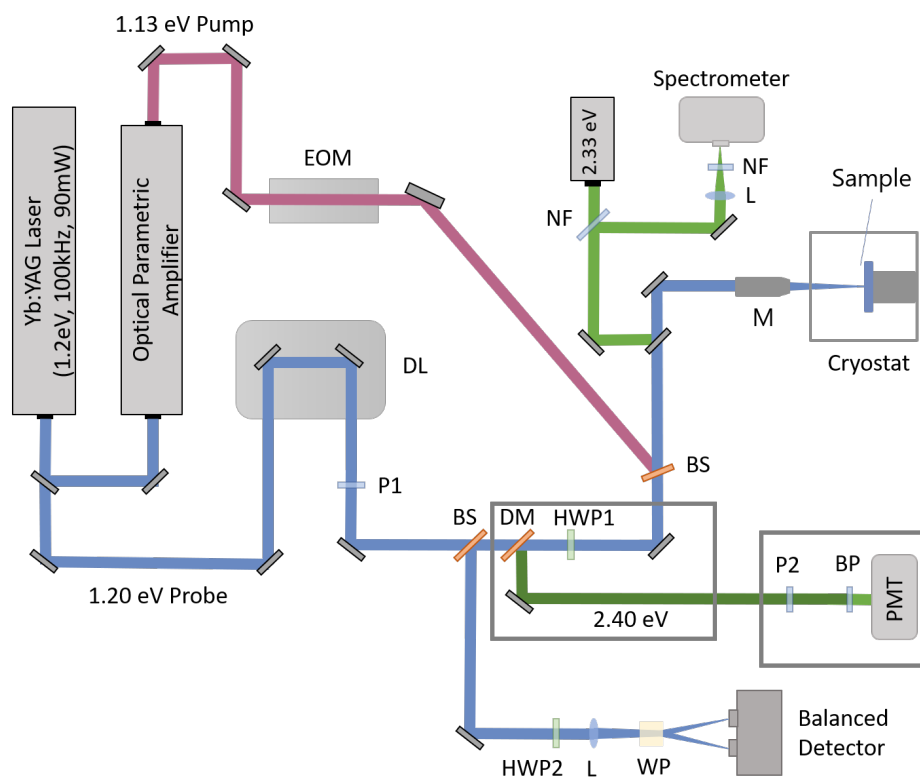 1.13 eV Pump
Spectrometer
Yb:YAG Laser
(1.2eV, 100kHz, 90mW)
Optical Parametric
Amplifier
EOM
2.33 eV
NF
L
NF
Sample
M
Cryostat
DL
P1
BS
BS
DM
HWP1
1.20 eV Probe
2.40 eV
P2
BP
PMT
HWP2
L
WP
Balanced
Detector